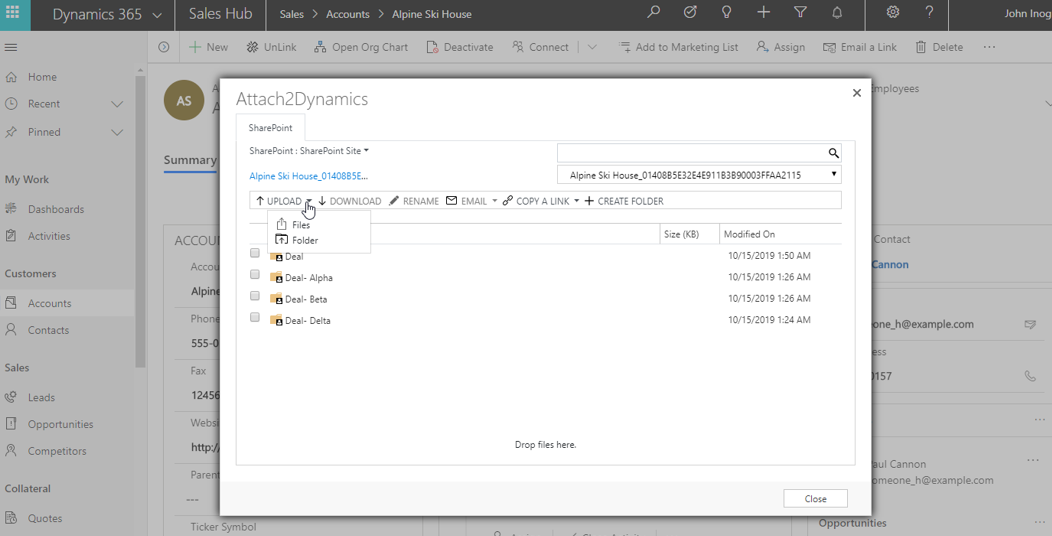 Dynamics 365 Sales Hub Sales > Accounts > Alpine Ski House John Inog
New UnLink Open Org Chart Deactivate Connect Add to Marketing List Assign Email a Link Delete ...
Home
Recent
Pinned
My Work
Dashboards
Activities
Customers
Accounts
Contacts
Sales
Leads
Opportunities
Competitors
Collateral
Quotes
AS
A
Summary
ACCOU
Accou
Alpine
Phone
555-0
Fax
12456
Websi
http:/
Parent
---
Ticker Symbol
Attach2Dynamics
SharePoint
SharePoint : SharePoint Site
Alpine Ski House_01408B5E...
Alpine Ski House_01408B5E32E4E911B3B90003FFAA2115
UPLOAD DOWNLOAD RENAME EMAIL COPY A LINK CREATE FOLDER
Files
Folder
Size (KB) Modified On
Deal 10/15/2019 1:50 AM
Deal- Alpha 10/15/2019 1:26 AM
Deal- Beta 10/15/2019 1:26 AM
Deal- Delta 10/15/2019 1:24 AM
Drop files here.
Close
Employees
Contact
Cannon
one_h@example.com
ess
0157
Paul Cannon
omeone_h@example.com
Opportunities